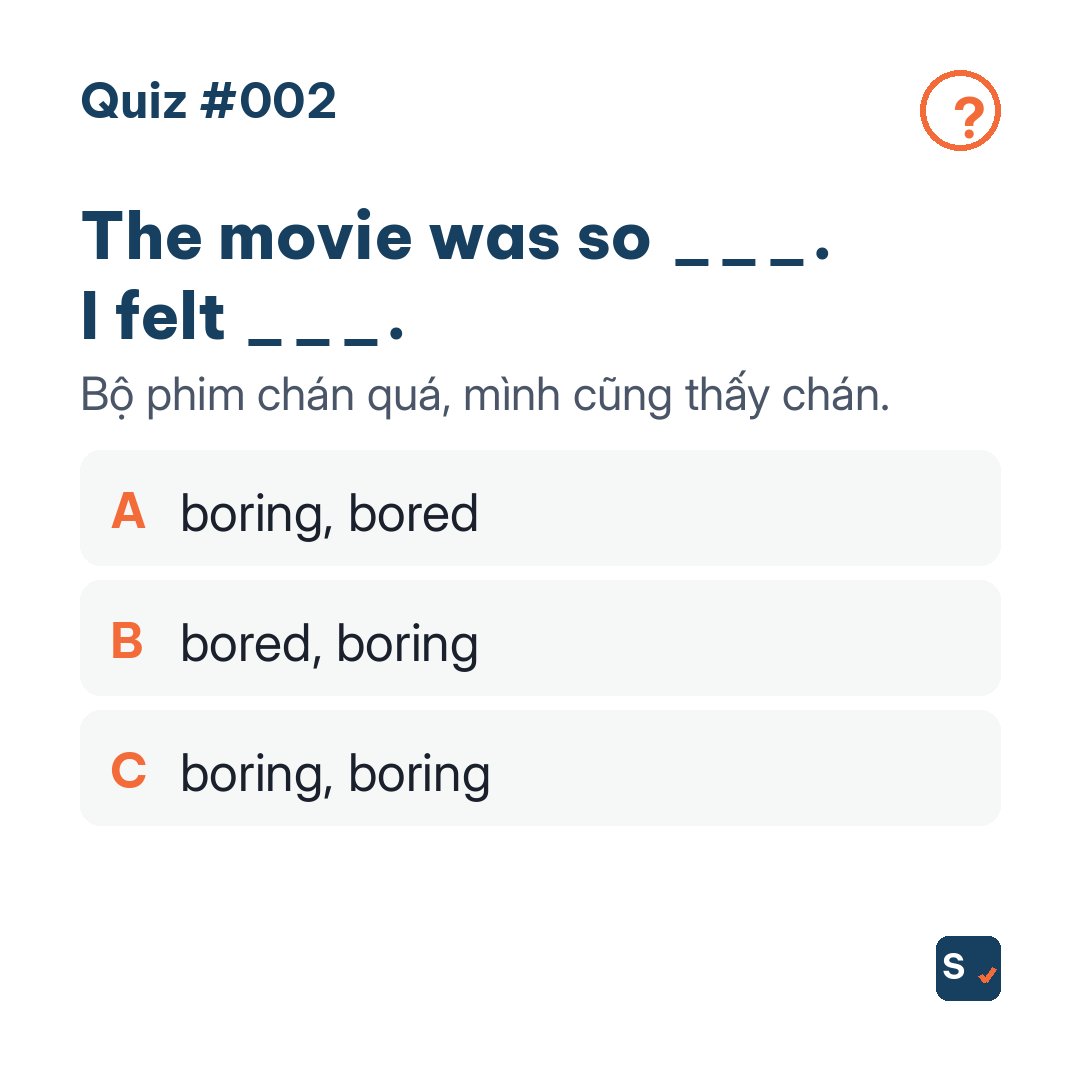 Quiz #002
?
The movie was so _ _ _.
I felt _ _ _.
Bộ phim chán quá, mình cũng thấy chán.
A boring, bored
B bored, boring
C boring, boring
S